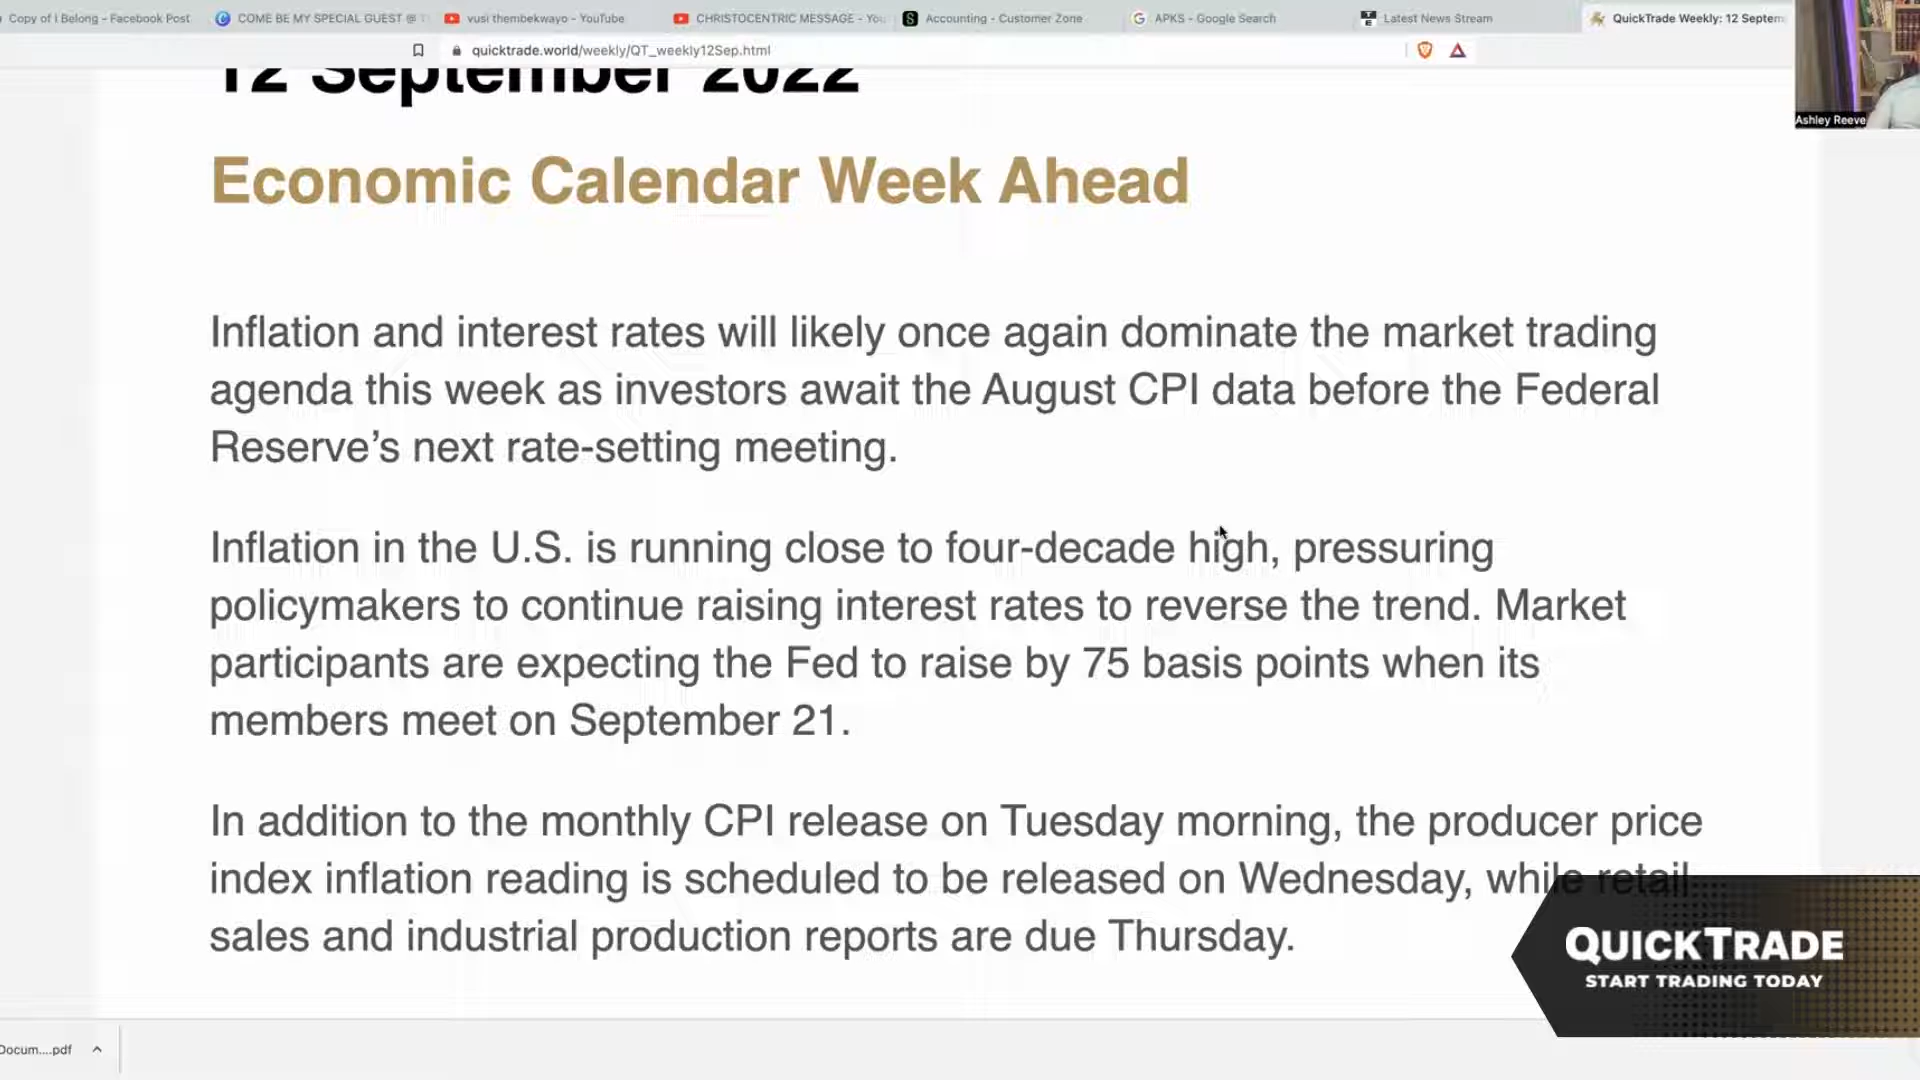 Copy of I Belong - Facebook Post
COME BE MY SPECIAL GUEST @
vusi thembekwayo - YouTube
CHRISTOCENTRIC MESSAGE - You
Accounting - Customer Zone
APKS - Google Search
Latest News Stream
QuickTrade Weekly: 12 Septem
quicktrade.world/weekly/QT_weekly12Sep.html
Ashley Reeve
12 September 2022
Economic Calendar Week Ahead
Inflation and interest rates will likely once again dominate the market trading
agenda this week as investors await the August CPI data before the Federal
Reserve’s next rate-setting meeting.
Inflation in the U.S. is running close to four-decade high, pressuring
policymakers to continue raising interest rates to reverse the trend. Market
participants are expecting the Fed to raise by 75 basis points when its
members meet on September 21.
In addition to the monthly CPI release on Tuesday morning, the producer price
index inflation reading is scheduled to be released on Wednesday, while retail
sales and industrial production reports are due Thursday.
QUICKTRADE
START TRADING TODAY
Docum....pdf